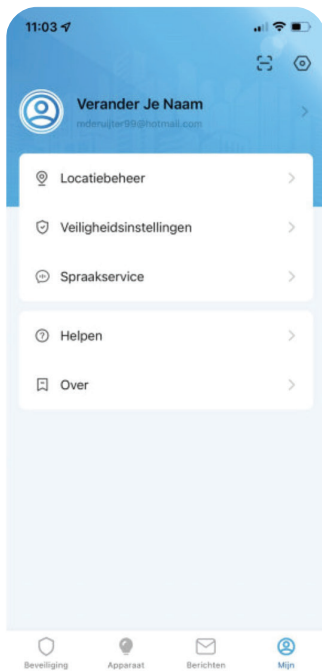 11:03
Verander Je Naam
mderuijter99@hotmail.com
Locatiebeheer
Veiligheidsinstellingen
Spraakservice
Helpen
Over
Beveiliging
Apparaat
Berichten
Mijn